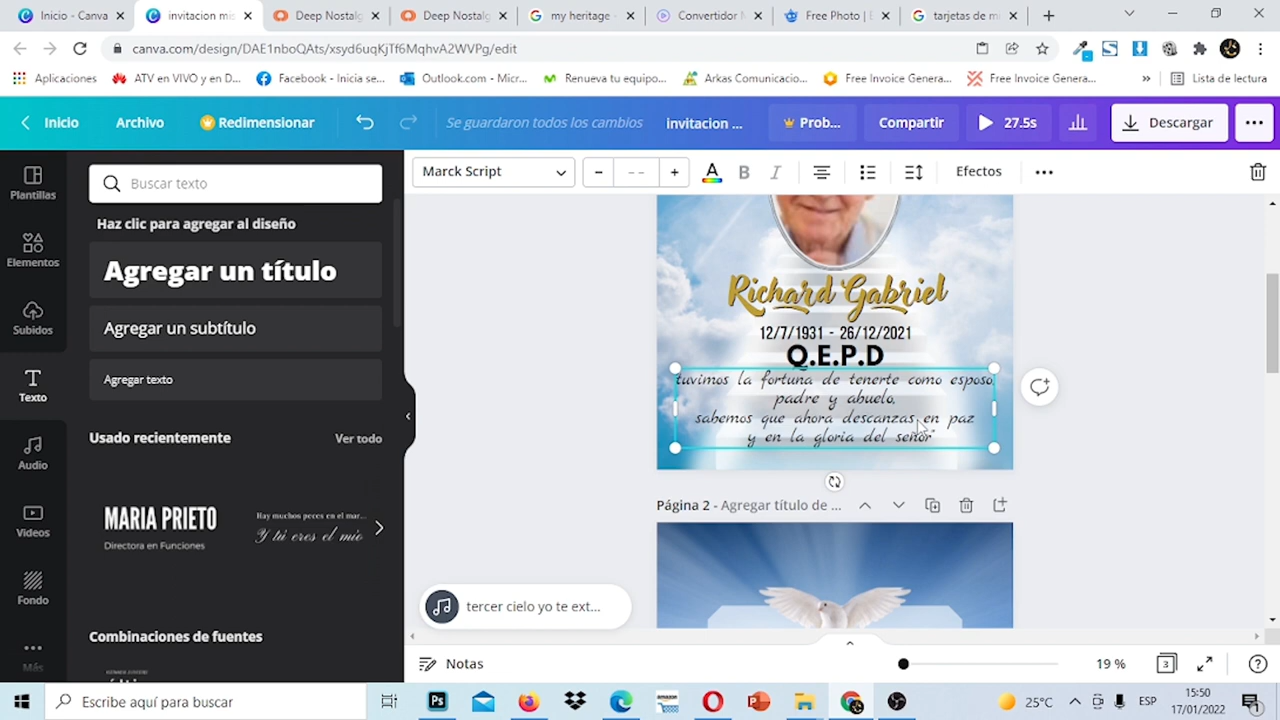 Inicio - Canva
invitacion mis
Deep Nostalg
Deep Nostalg
my heritage -
Convertidor M
Free Photo | E
tarjetas de m
canva.com/design/DAE1nboQAts/xsyd6uqKjTf6MqhvA2WVPg/edit
Aplicaciones
ATV en VIVO y en D...
Facebook - Inicia se...
Outlook.com - Micr...
Renueva tu equipo...
Arkas Comunicacio...
Free Invoice Genera...
Free Invoice Genera...
»
Lista de lectura
Inicio
Archivo
Redimensionar
Se guardaron todos los cambios
invitacion ...
Prob...
Compartir
27.5s
Descargar
Plantillas
Elementos
Subidos
Texto
Audio
Videos
Fondo
Más
Buscar texto
Haz clic para agregar al diseño
Agregar un título
Agregar un subtítulo
Agregar texto
Usado recientemente
Ver todo
MARIA PRIETO
Directora en Funciones
Hay muchos peces en el mar...
Y tú eres el mío
Combinaciones de fuentes
Marck Script
− -- +
A B I
Efectos
Richard Gabriel
12/7/1931 - 26/12/2021
Q.E.P.D
tuvimos la fortuna de tenerte como esposo,
padre y abuelo,
sabemos que ahora descanzas en paz
y en la gloria del señor
Página 2 - Agregar título de ...
tercer cielo yo te ext...
Notas
19 %
3
Escribe aquí para buscar
Ps
25°C
ESP
15:50
17/01/2022